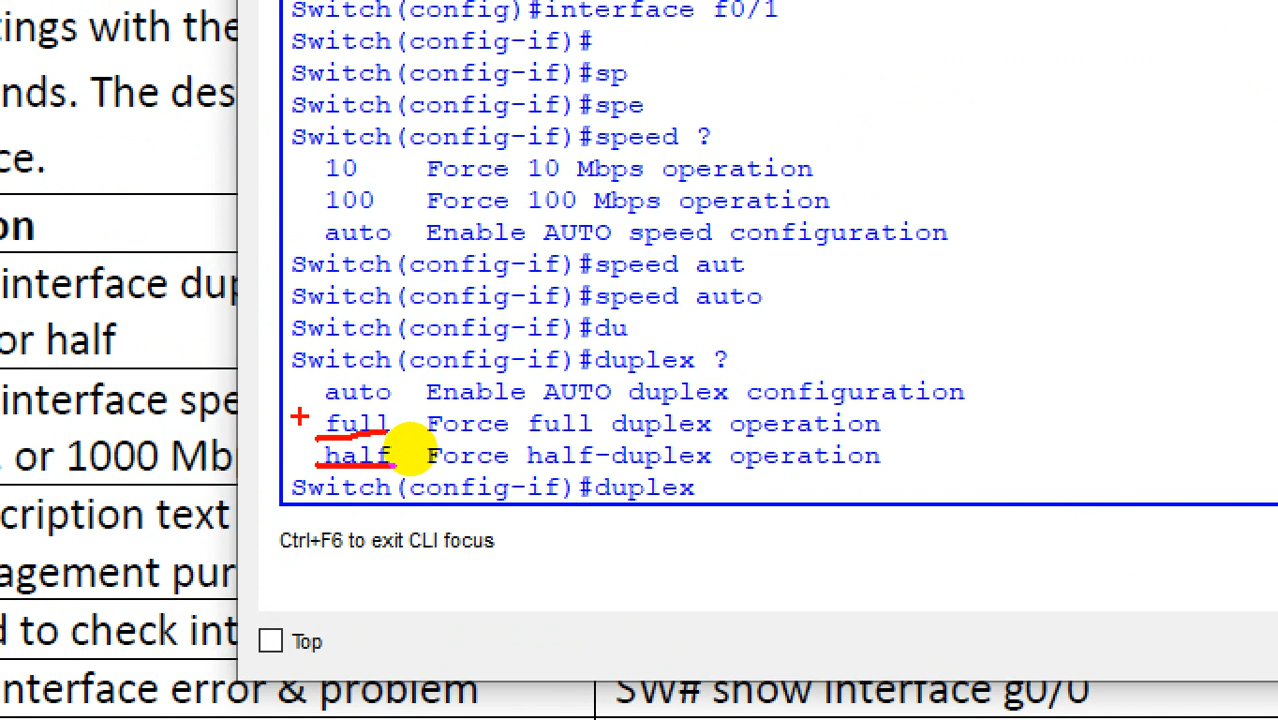 Switch(config)#interface f0/1
Switch(config-if)#
Switch(config-if)#sp
Switch(config-if)#spe
Switch(config-if)#speed ?
10 Force 10 Mbps operation
100 Force 100 Mbps operation
auto Enable AUTO speed configuration
Switch(config-if)#speed aut
Switch(config-if)#speed auto
Switch(config-if)#du
Switch(config-if)#duplex ?
auto Enable AUTO duplex configuration
full Force full duplex operation
half Force half-duplex operation
Switch(config-if)#duplex
Ctrl+F6 to exit CLI focus
Top
tings with the
nds. The des
ce.
on
interface dup
or half
interface spe
. or 1000 Mb
cription text
agement pur
d to check int
nterface error & problem
SW# show interface g0/0